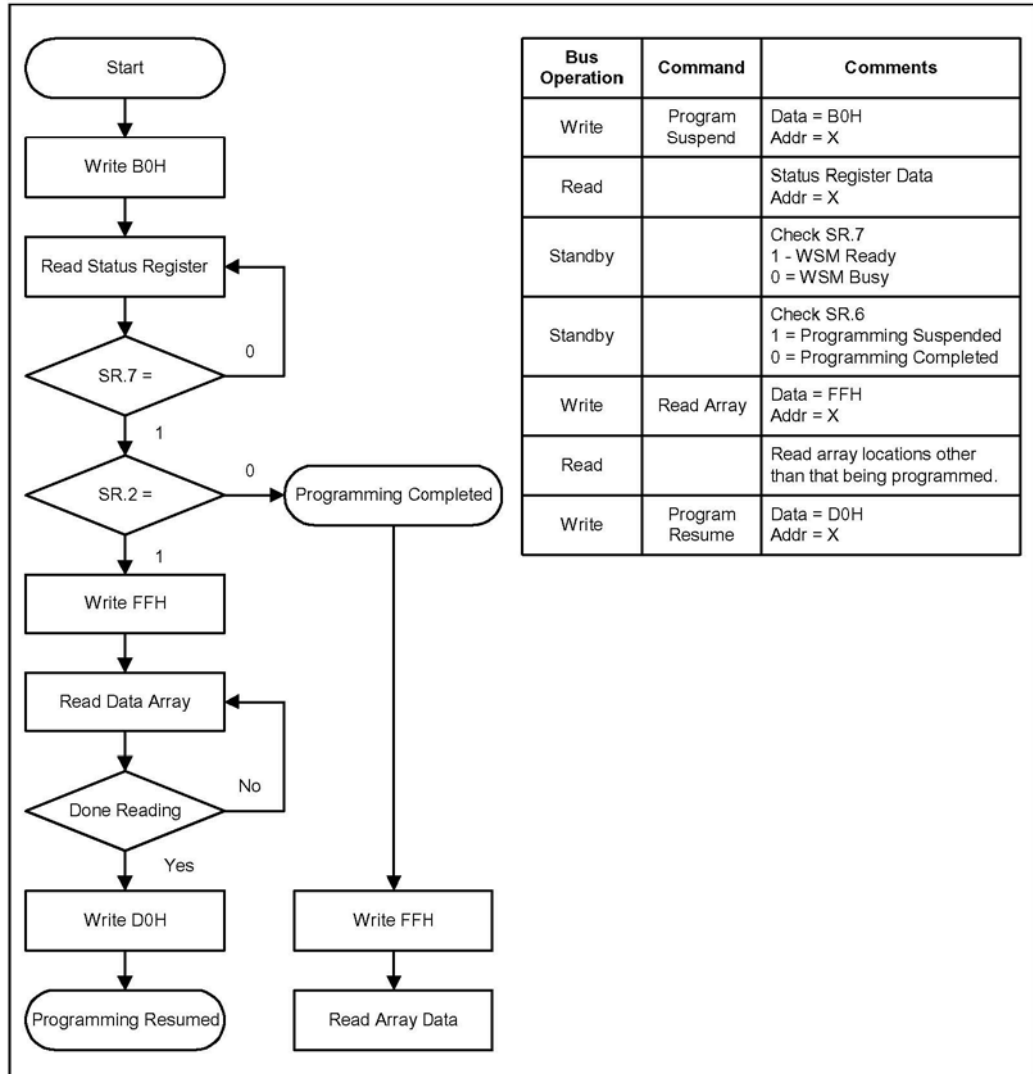 Start
Write B0H
Read Status Register
0
SR.7 =
1
0
SR.2 =
Programming Completed
1
Write FFH
Read Data Array
No
Done Reading
Yes
Write D0H
Write FFH
Programming Resumed
Read Array Data
Bus
Operation
Command
Comments
Write
Program
Suspend
Data = B0H
Addr = X
Read
Status Register Data
Addr = X
Standby
Check SR.7
1 - WSM Ready
0 = WSM Busy
Standby
Check SR.6
1 = Programming Suspended
0 = Programming Completed
Write
Read Array
Data = FFH
Addr = X
Read
Read array locations other
than that being programmed.
Write
Program
Resume
Data = D0H
Addr = X